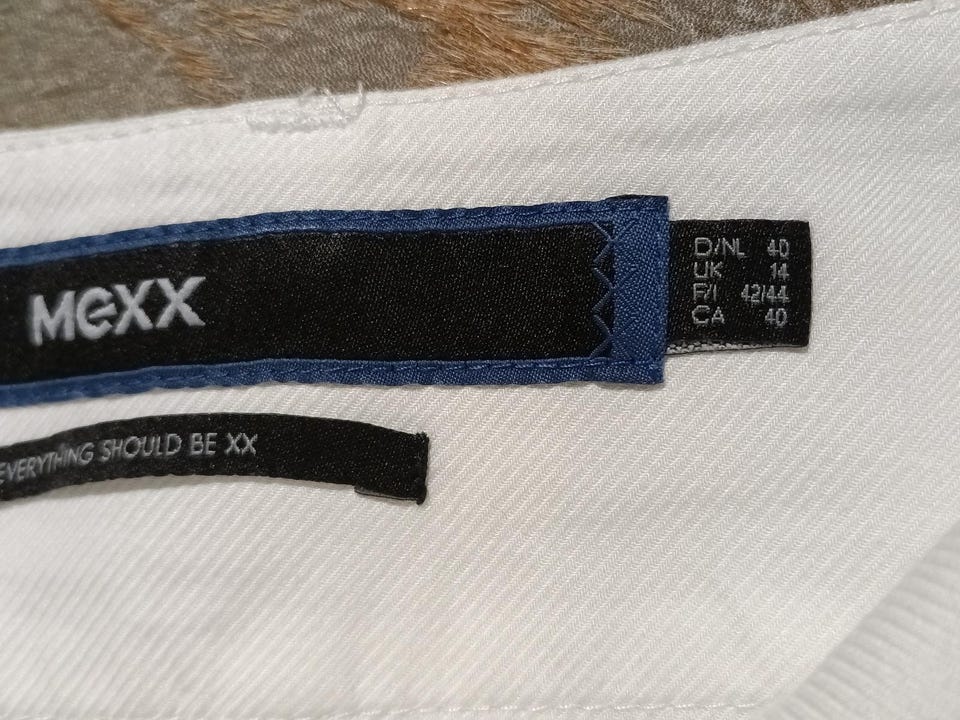 MEXX
D/NL 40
UK 14
F/I 42/44
CA 40
EVERYTHING SHOULD BE XX